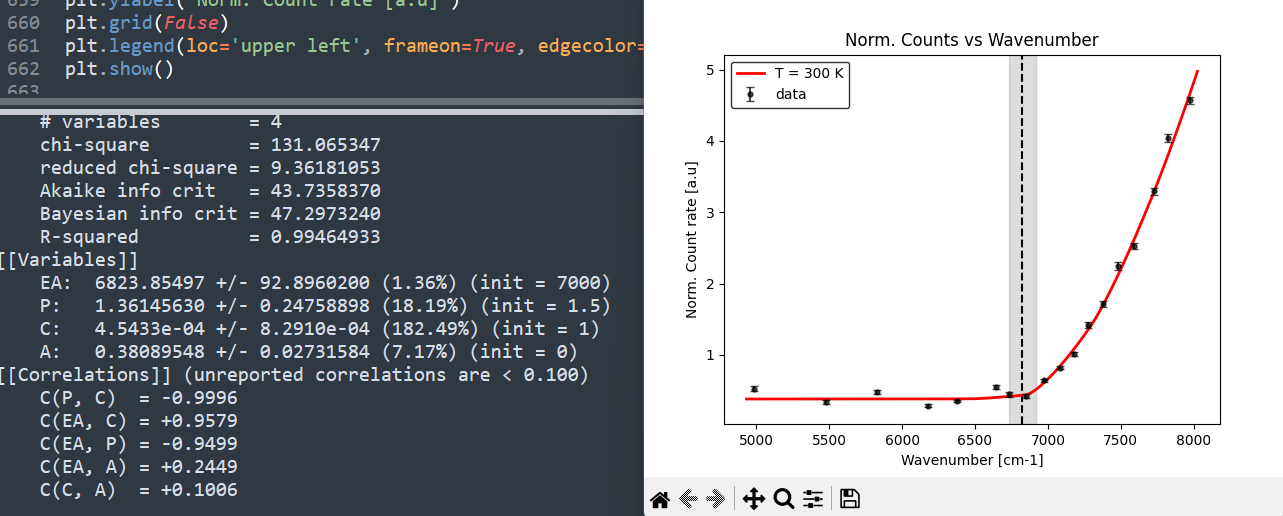 660 plt.grid(False)
661 plt.legend(loc='upper left', frameon=True, edgecolor=
662 plt.show()
663
# variables = 4
chi-square = 131.065347
reduced chi-square = 9.36181053
Akaike info crit = 43.7358370
Bayesian info crit = 47.2973240
R-squared = 0.99464933
[[Variables]]
EA: 6823.85497 +/- 92.8960200 (1.36%) (init = 7000)
P: 1.36145630 +/- 0.24758898 (18.19%) (init = 1.5)
C: 4.5433e-04 +/- 8.2910e-04 (182.49%) (init = 1)
A: 0.38089548 +/- 0.02731584 (7.17%) (init = 0)
[[Correlations]] (unreported correlations are < 0.100)
C(P, C) = -0.9996
C(EA, C) = +0.9579
C(EA, P) = -0.9499
C(EA, A) = +0.2449
C(C, A) = +0.1006
Norm. Counts vs Wavenumber
T = 300 K
data
Norm. Count rate [a.u]
5
4
3
2
1
5000 5500 6000 6500 7000 7500 8000
Wavenumber [cm-1]